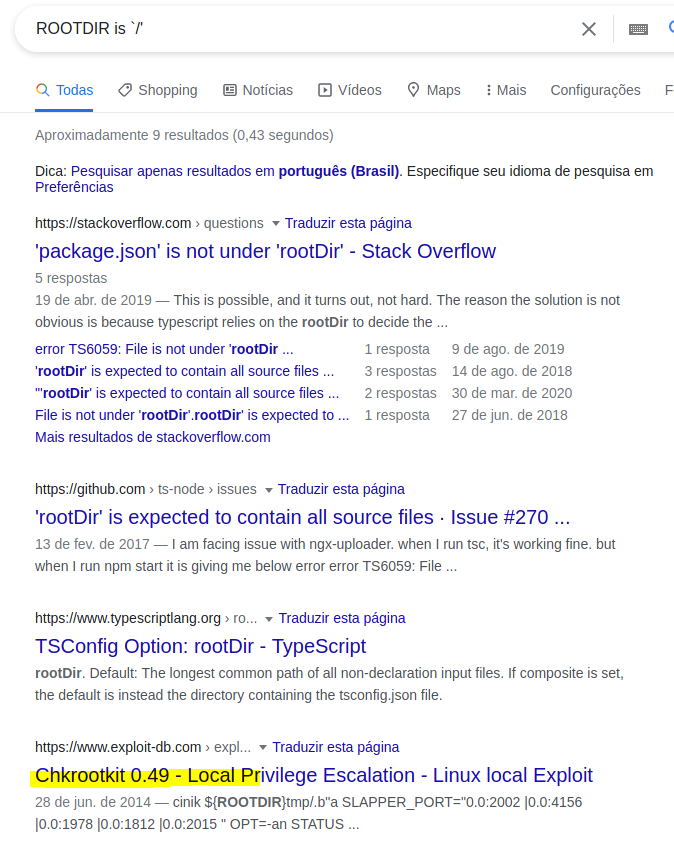 ROOTDIR is `/'
Todas Shopping Notícias Vídeos Maps Mais Configurações F
Aproximadamente 9 resultados (0,43 segundos)
Dica: Pesquisar apenas resultados em português (Brasil). Especifique seu idioma de pesquisa em
Preferências
https://stackoverflow.com › questions Traduzir esta página
'package.json' is not under 'rootDir' - Stack Overflow
5 respostas
19 de abr. de 2019 — This is possible, and it turns out, not hard. The reason the solution is not
obvious is because typescript relies on the rootDir to decide the ...
error TS6059: File is not under 'rootDir ... 1 resposta 9 de ago. de 2019
'rootDir' is expected to contain all source files ... 3 respostas 14 de ago. de 2018
"'rootDir' is expected to contain all source files ... 2 respostas 30 de mar. de 2020
File is not under 'rootDir'.rootDir' is expected to ... 1 resposta 27 de jun. de 2018
Mais resultados de stackoverflow.com
https://github.com › ts-node › issues Traduzir esta página
'rootDir' is expected to contain all source files · Issue #270 ...
13 de fev. de 2017 — I am facing issue with ngx-uploader. when I run tsc, it's working fine. but
when I run npm start it is giving me below error error TS6059: File ...
https://www.typescriptlang.org › ro... Traduzir esta página
TSConfig Option: rootDir - TypeScript
rootDir. Default: The longest common path of all non-declaration input files. If composite is set,
the default is instead the directory containing the tsconfig.json file.
https://www.exploit-db.com › expl... Traduzir esta página
Chkrootkit 0.49 - Local Privilege Escalation - Linux local Exploit
28 de jun. de 2014 — cinik ${ROOTDIR}tmp/.b"a SLAPPER_PORT="0.0:2002 |0.0:4156
|0.0:1978 |0.0:1812 |0.0:2015 " OPT=-an STATUS ...